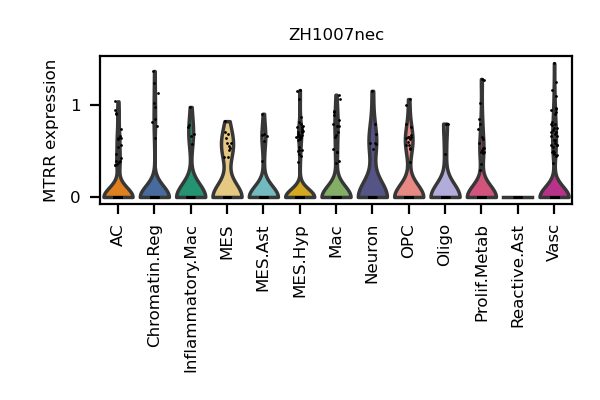 ZH1007nec
MTRR expression
1
0
AC
Chromatin.Reg
Inflammatory.Mac
MES
MES.Ast
MES.Hyp
Mac
Neuron
OPC
Oligo
Prolif.Metab
Reactive.Ast
Vasc